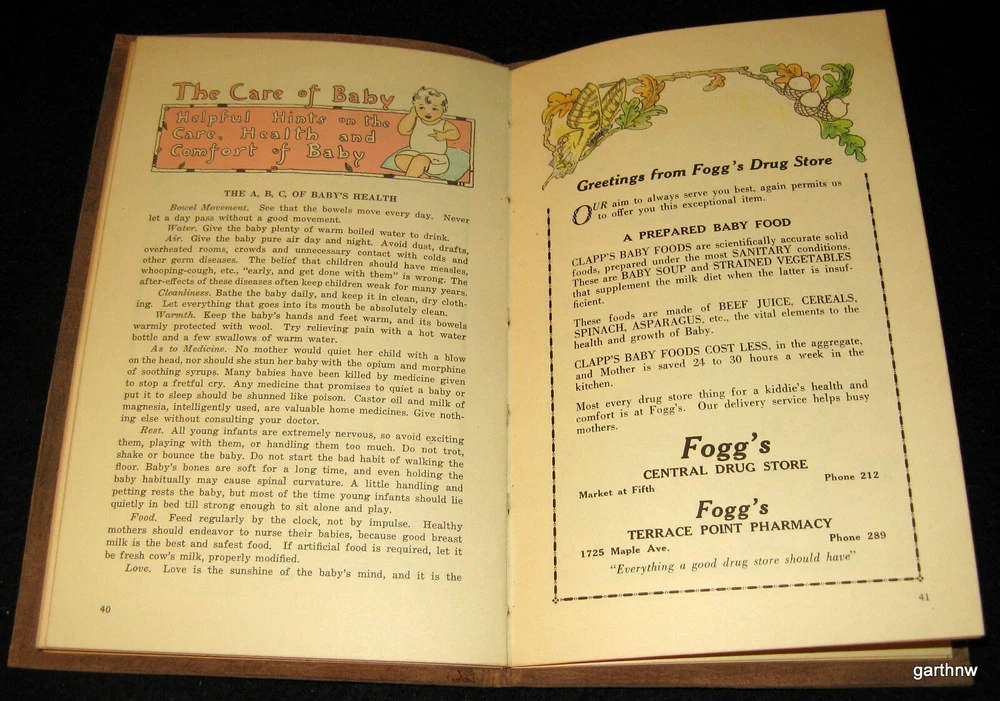 The Care of Baby
Helpful Hints on the
Care, Health and
Comfort of Baby
THE A, B, C, OF BABY'S HEALTH
Bowel Movement. See that the bowels move every day. Never
let a day pass without a good movement.
Water. Give the baby plenty of warm boiled water to drink.
Air. Give the baby pure air day and night. Avoid dust, drafts,
overheated rooms, crowds and unnecessary contact with colds and
other germ diseases. The belief that children should have measles,
whooping-cough, etc., "early, and get done with them" is wrong. The
after-effects of these diseases often keep children weak for many years.
Cleanliness. Bathe the baby daily, and keep it in clean, dry cloth-
ing. Let everything that goes into its mouth be absolutely clean.
Warmth. Keep the baby's hands and feet warm, and its bowels
warmly protected with wool. Try relieving pain with a hot water
bottle and a few swallows of warm water.
As to Medicine. No mother would quiet her child with a blow
on the head, nor should she stun her baby with the opium and morphine
of soothing syrups. Many babies have been killed by medicine given
to stop a fretful cry. Any medicine that promises to quiet a baby or
put it to sleep should be shunned like poison. Castor oil and milk of
magnesia, intelligently used, are valuable home medicines. Give noth-
ing else without consulting your doctor.
Rest. All young infants are extremely nervous, so avoid exciting
them, playing with them, or handling them too much. Do not trot,
shake or bounce the baby. Do not start the bad habit of walking the
floor. Baby's bones are soft for a long time, and even holding the
baby habitually may cause spinal curvature. A little handling and
petting rests the baby, but most of the time young infants should lie
quietly in bed till strong enough to sit alone and play.
Food. Feed regularly by the clock, not by impulse. Healthy
mothers should endeavor to nurse their babies, because good breast
milk is the best and safest food. If artificial food is required, let it
be fresh cow's milk, properly modified.
Love. Love is the sunshine of the baby's mind, and it is the
40
Greetings from Fogg's Drug Store
OUR aim to always serve you best, again permits us
to offer you this exceptional item.
A PREPARED BABY FOOD
CLAPP'S BABY FOODS are scientifically accurate solid
foods, prepared under the most SANITARY conditions.
These are BABY SOUP and STRAINED VEGETABLES
that supplement the milk diet when the latter is insuf-
ficient.
These foods are made of BEEF JUICE, CEREALS,
SPINACH, ASPARAGUS, etc., the vital elements to the
health and growth of Baby.
CLAPP'S BABY FOODS COST LESS, in the aggregate,
and Mother is saved 24 to 30 hours a week in the
kitchen.
Most every drug thing for a kiddie's health and
comfort is at Fogg's. Our delivery service helps busy
mothers.
Fogg's
CENTRAL DRUG STORE
Market at Fifth Phone 212
Fogg's
TERRACE POINT PHARMACY
1725 Maple Ave. Phone 289
"Everything a good drug store should have"
41
garthnw